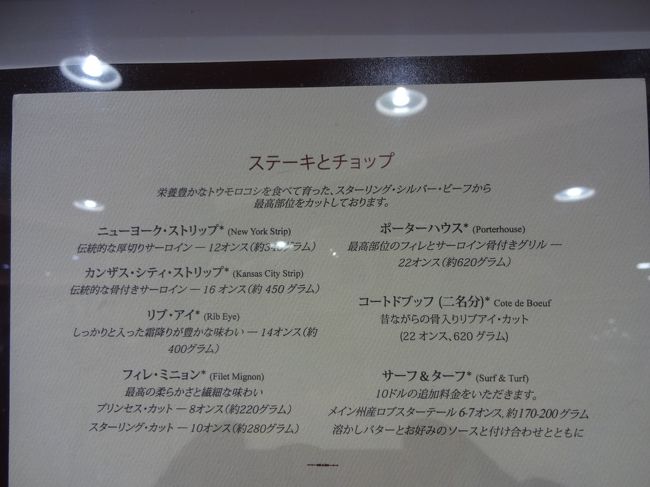 ステーキとチョップ
栄養豊かなトウモロコシを食べて育った、スターリング・シルバー・ビーフから
最高部位をカットしております。
ニューヨーク・ストリップ* (New York Strip)
伝統的な厚切りサーロイン — 12オンス(約340グラム)
カンザス・シティ・ストリップ* (Kansas City Strip)
伝統的な骨付きサーロイン — 16 オンス(約 450 グラム)
リブ・アイ* (Rib Eye)
しっかりと入った霜降りが豊かな味わい — 14オンス(約
400グラム)
フィレ・ミニョン* (Filet Mignon)
最高の柔らかさと繊細な味わい
プリンセス・カット — 8オンス(約220グラム)
スターリング・カット — 10オンス(約280グラム)
ポーターハウス* (Porterhouse)
最高部位のフィレとサーロイン骨付きグリル —
22オンス(約620グラム)
コートドブッフ (二名分)* Cote de Boeuf
昔ながらの骨入りリブアイ・カット
(22 オンス、620 グラム)
サーフ&ターフ* (Surf & Turf)
10ドルの追加料金をいただきます。
メイン州産ロブスターテール 6-7オンス、約170-200グラム
溶かしバターとお好みのソースと付け合わせとともに